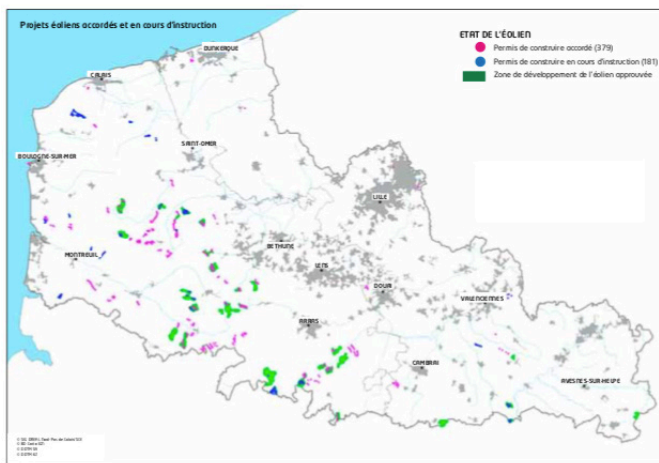 Projets éoliens accordés et en cours d'instruction
ETAT DE L'ÉOLIEN
Permis de construire accordé (379)
Permis de construire en cours d'instruction (181)
Zone de développement de l'éolien approuvée
DUNKERQUE
CALAIS
SAINT-OMER
BOULOGNE-SUR-MER
LILLE
BETHUNE
MONTREUIL
LENS
DOUAI
VALENCIENNES
ARRAS
CAMBRAI
AVESNES-SUR-HELPE